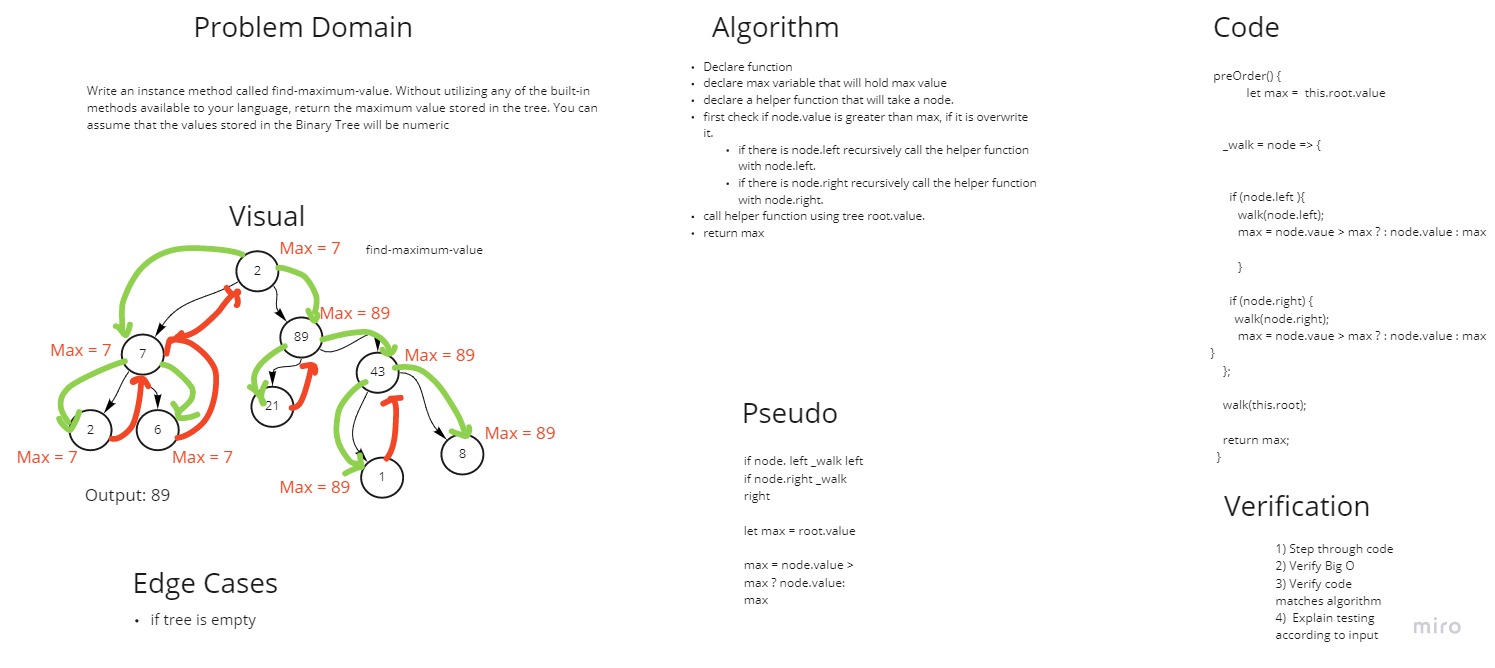 Problem Domain
Write an instance method called find-maximum-value. Without utilizing any of the built-in
methods available to your language, return the maximum value stored in the tree. You can
assume that the values stored in the Binary Tree will be numeric
Visual
Max = 7
find-maximum-value
2
Max = 89
89
Max = 7
7
Max = 89
43
21
2
6
Max = 89
8
Max = 7
Max = 7
1
Max = 89
Output: 89
Edge Cases
• if tree is empty
Algorithm
• Declare function
• declare max variable that will hold max value
• declare a helper function that will take a node.
• first check if node.value is greater than max, if it is overwrite
it.
• if there is node.left recursively call the helper function
with node.left.
• if there is node.right recursively call the helper function
with node.right.
• call helper function using tree root.value.
• return max
Pseudo
if node. left _walk left
if node.right _walk
right
let max = root.value
max = node.value >
max ? node.value:
max
Code
preOrder() {
let max = this.root.value
_walk = node => {
if (node.left ){
walk(node.left);
max = node.vaue > max ? : node.value : max
}
if (node.right) {
walk(node.right);
max = node.vaue > max ? : node.value : max
}
};
walk(this.root);
return max;
}
Verification
1) Step through code
2) Verify Big O
3) Verify code
matches algorithm
4) Explain testing
according to input
miro